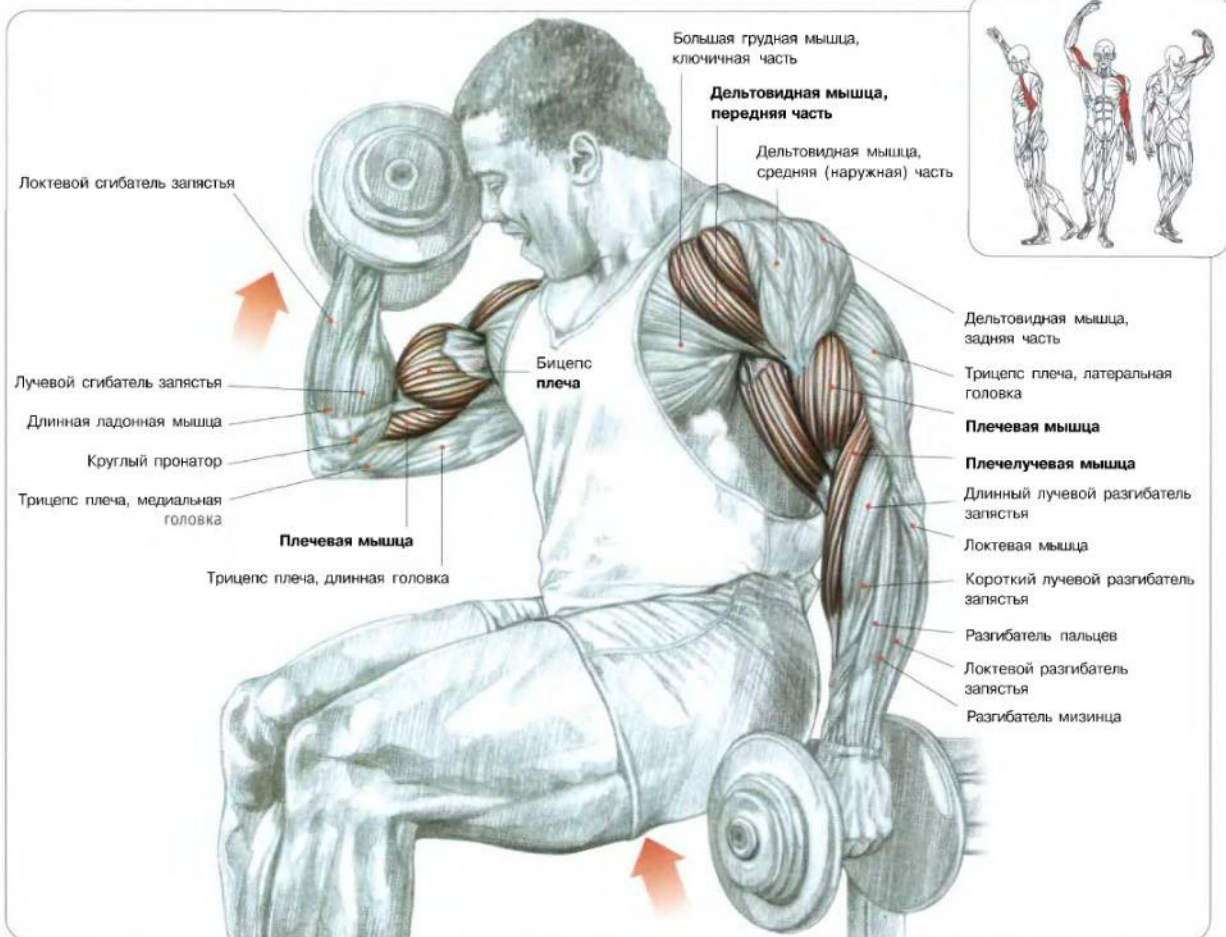 Большая грудная мышца,
ключичная часть
Дельтовидная мышца,
передняя часть
Дельтовидная мышца,
средняя (наружная) часть
Локтевой сгибатель запястья
Лучевой сгибатель запястья
Длинная ладонная мышца
Круглый пронатор
Трицепс плеча, медиальная
головка
Плечевая мышца
Трицепс плеча, длинная головка
Бицепс
плеча
Дельтовидная мышца,
задняя часть
Трицепс плеча, латеральная
головка
Плечевая мышца
Плечелучевая мышца
Длинный лучевой разгибатель
запястья
Локтевая мышца
Короткий лучевой разгибатель
запястья
Разгибатель пальцев
Локтевой разгибатель
запястья
Разгибатель мизинца